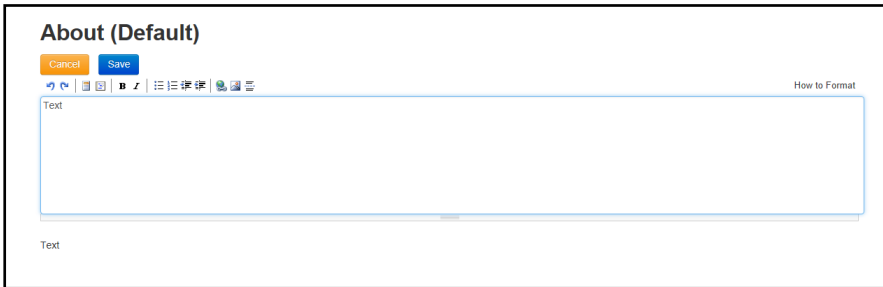 About (Default)
Cancel Save
B I How to Format
Text
Text